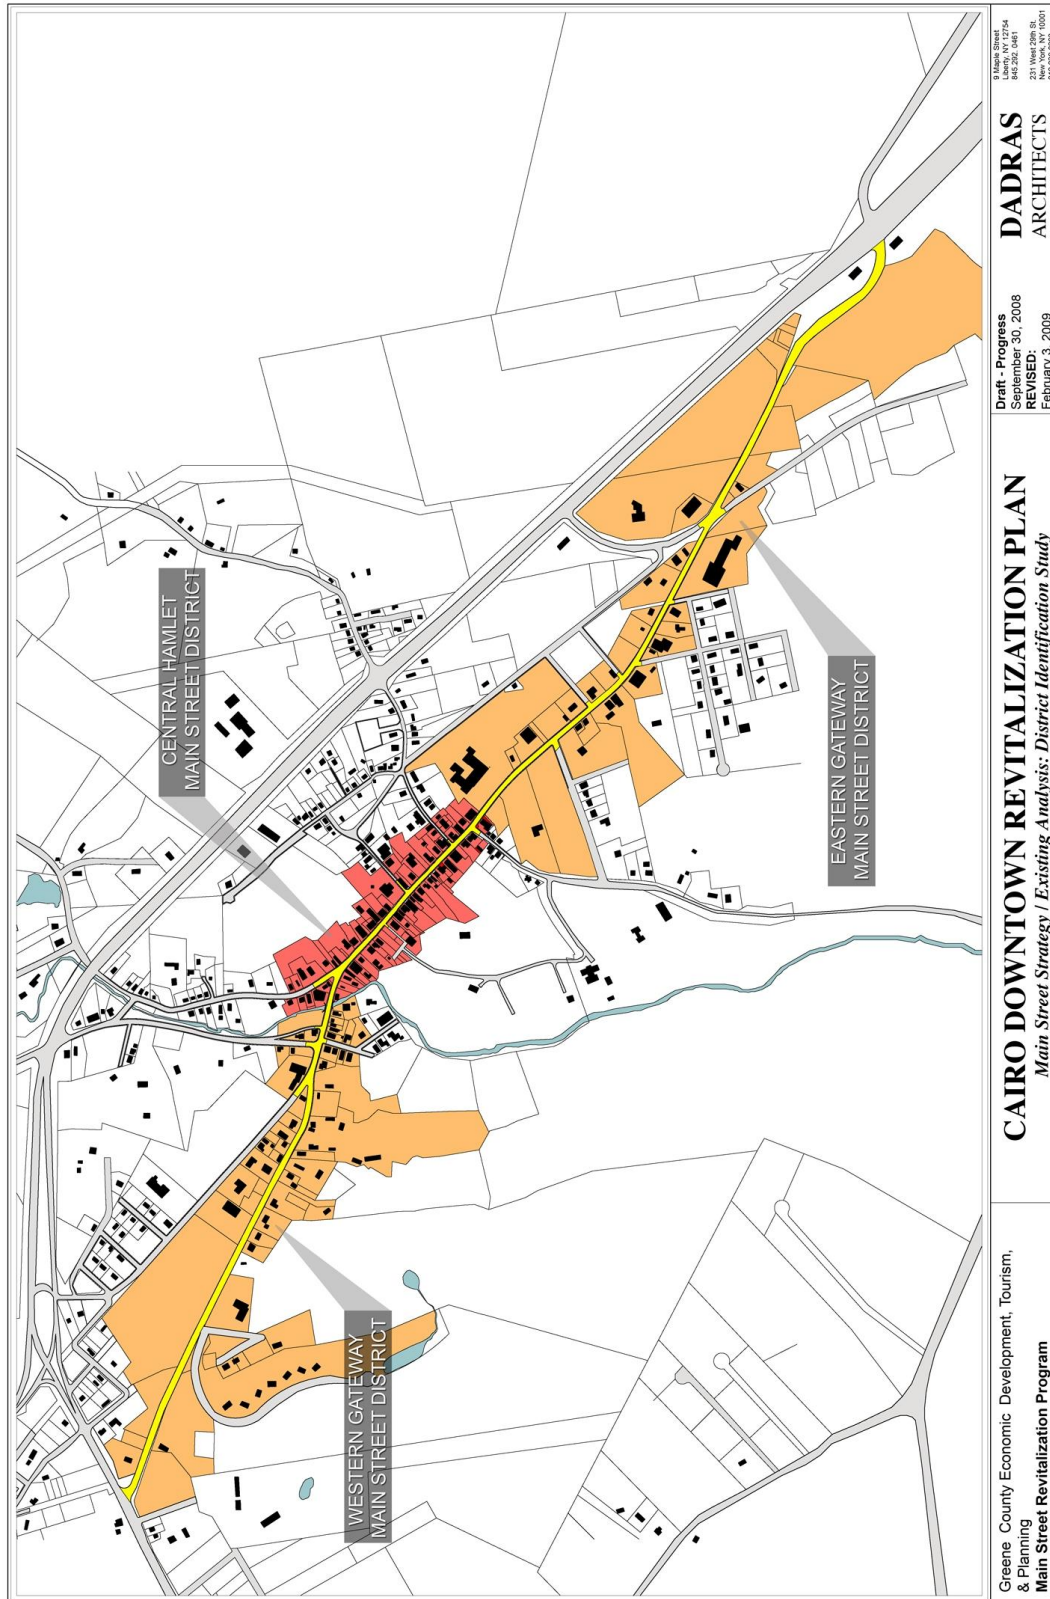 CENTRAL HAMLET
MAIN STREET DISTRICT
WESTERN GATEWAY
MAIN STREET DISTRICT
EASTERN GATEWAY
MAIN STREET DISTRICT
Greene County Economic Development, Tourism,
& Planning
Main Street Revitalization Program
CAIRO DOWNTOWN REVITALIZATION PLAN
Main Street Strategy / Existing Analysis: District Identification Study
Draft - Progress
September 30, 2008
REVISED:
February 3, 2009
DADRAS
ARCHITECTS
9 Maple Street
Liberty, NY 12754
845.292. 0461
231 West 29th St.
New York, NY 10001